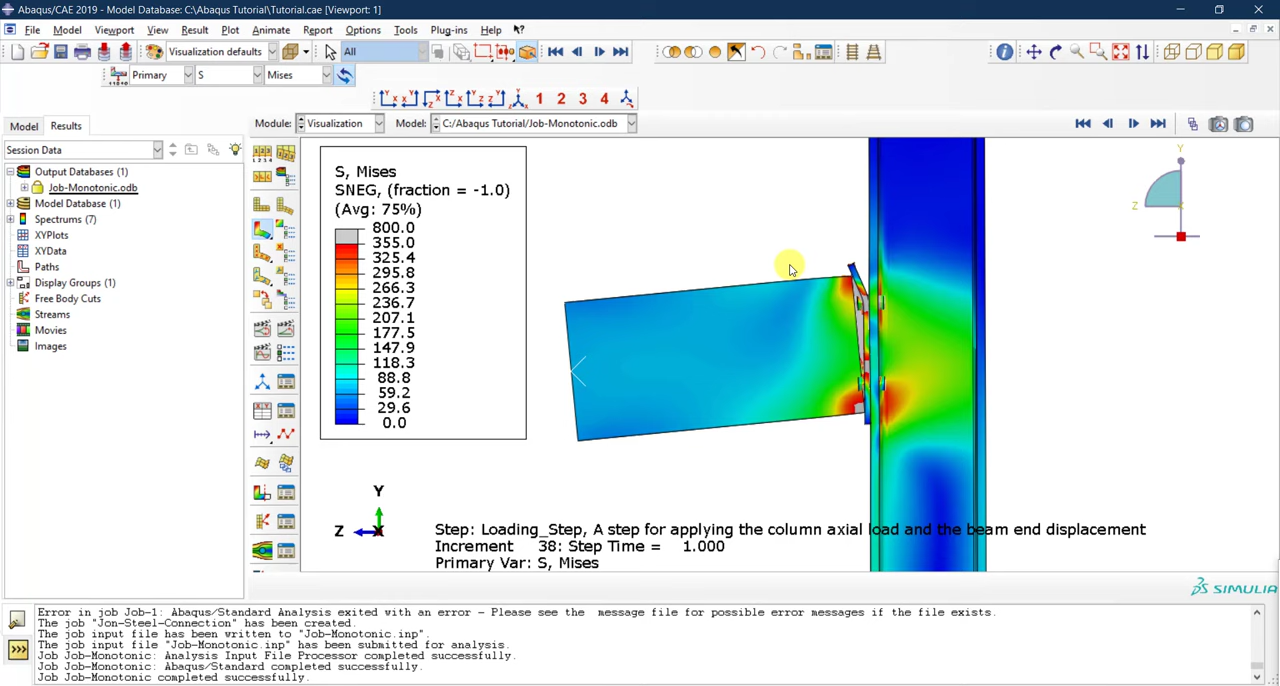 Abaqus/CAE 2019 - Model Database: C:\Abaqus Tutorial\Tutorial.cae [Viewport: 1]
File Model Viewport View Result Plot Animate Report Options Tools Plug-ins Help
Visualization defaults All
Primary S Mises
1 2 3 4
Model Results Module: Visualization Model: C:/Abaqus Tutorial/Job-Monotonic.odb
Session Data
Output Databases (1)
Job-Monotonic.odb
Model Database (1)
Spectrums (7)
XYPlots
XYData
Paths
Display Groups (1)
Free Body Cuts
Streams
Movies
Images
S, Mises
SNEG, (fraction = -1.0)
(Avg: 75%)
800.0
355.0
325.4
295.8
266.3
236.7
207.1
177.5
147.9
118.3
88.8
59.2
29.6
0.0
Y
Z
Y
Z X
Step: Loading_Step, A step for applying the column axial load and the beam end displacement
Increment 38: Step Time = 1.000
Primary Var: S, Mises
SIMULIA
Error in job Job-1: Abaqus/Standard Analysis exited with an error - Please see the message file for possible error messages if the file exists.
The job "Jon-Steel-Connection" has been created.
The job input file has been written to "Job-Monotonic.inp".
The job input file "Job-Monotonic.inp" has been submitted for analysis.
Job Job-Monotonic: Analysis Input File Processor completed successfully.
Job Job-Monotonic: Abaqus/Standard completed successfully.
Job Job-Monotonic completed successfully.